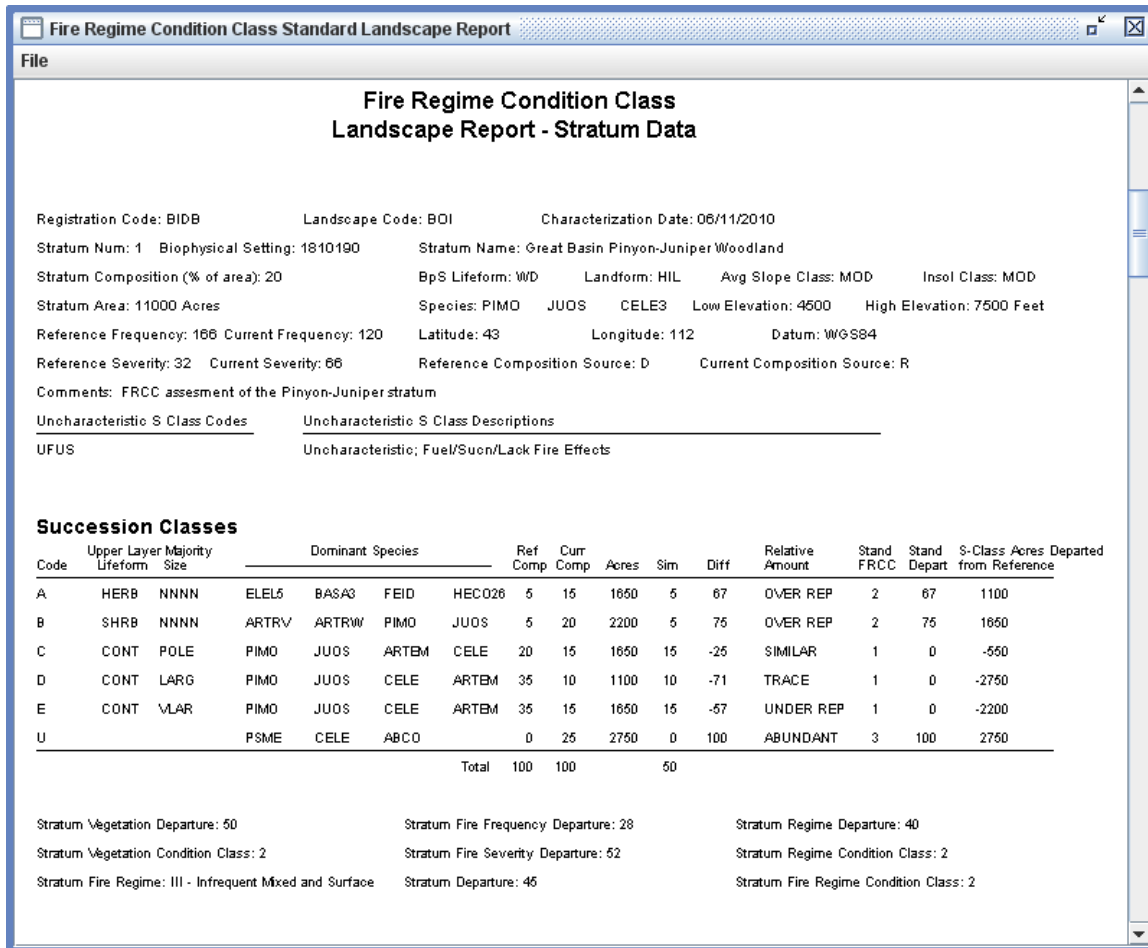 Fire Regime Condition Class Standard Landscape Report
File
Fire Regime Condition Class
Landscape Report - Stratum Data
Registration Code: BIDB Landscape Code: BOI Characterization Date: 06/11/2010
Stratum Num: 1 Biophysical Setting: 1810190 Stratum Name: Great Basin Pinyon-Juniper Woodland
Stratum Composition (% of area): 20 BpS Lifeform: WD Landform: HIL Avg Slope Class: MOD Insol Class: MOD
Stratum Area: 11000 Acres Species: PIMO JUOS CELE3 Low Elevation: 4500 High Elevation: 7500 Feet
Reference Frequency: 166 Current Frequency: 120 Latitude: 43 Longitude: 112 Datum: WGS84
Reference Severity: 32 Current Severity: 66 Reference Composition Source: D Current Composition Source: R
Comments: FRCC assesment of the Pinyon-Juniper stratum
Uncharacteristic S Class Codes Uncharacteristic S Class Descriptions
UFUS Uncharacteristic; Fuel/Sucn/Lack Fire Effects
Succession Classes
Upper Layer Majority Dominant Species Ref Curr Relative Stand Stand S-Class Acres Departed
Code Lifeform Size Comp Comp Acres Sim Diff Amount FRCC Depart from Reference
A HERB NNNN ELEL5 BASA3 FEID HECO26 5 15 1650 5 67 OVER REP 2 67 1100
B SHRB NNNN ARTRV ARTRW PIMO JUOS 5 20 2200 5 75 OVER REP 2 75 1650
C CONT POLE PIMO JUOS ARTEM CELE 20 15 1650 15 -25 SIMILAR 1 0 -550
D CONT LARG PIMO JUOS CELE ARTEM 35 10 1100 10 -71 TRACE 1 0 -2750
E CONT VLAR PIMO JUOS CELE ARTEM 35 15 1650 15 -57 UNDER REP 1 0 -2200
U PSME CELE ABCO 0 25 2750 0 100 ABUNDANT 3 100 2750
Total 100 100 50
Stratum Vegetation Departure: 50 Stratum Fire Frequency Departure: 28 Stratum Regime Departure: 40
Stratum Vegetation Condition Class: 2 Stratum Fire Severity Departure: 52 Stratum Regime Condition Class: 2
Stratum Fire Regime: III - Infrequent Mixed and Surface Stratum Departure: 45 Stratum Fire Regime Condition Class: 2